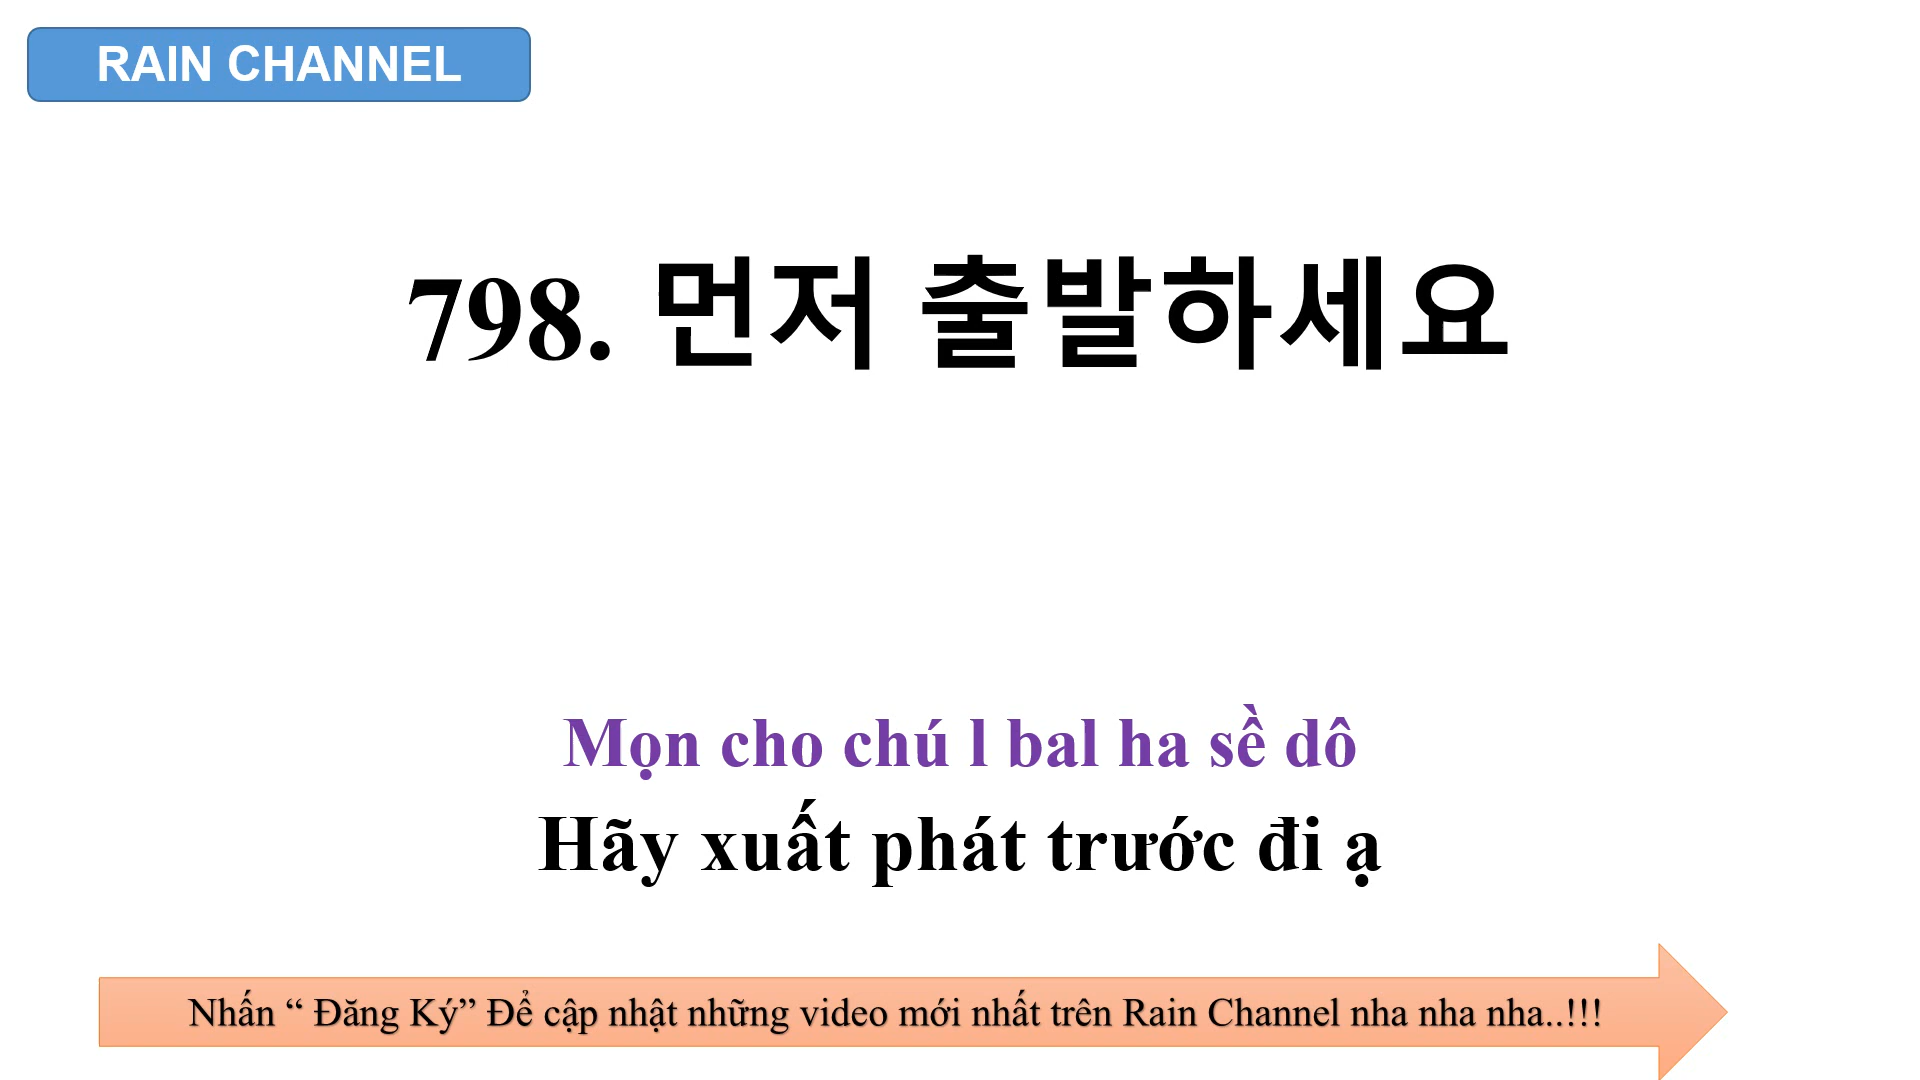 RAIN CHANNEL
798. 먼저 출발하세요
Mọn cho chú l bal ha sề dô
Hãy xuất phát trước đi ạ
Nhấn “ Đăng Ký” Để cập nhật những video mới nhất trên Rain Channel nha nha nha..!!!